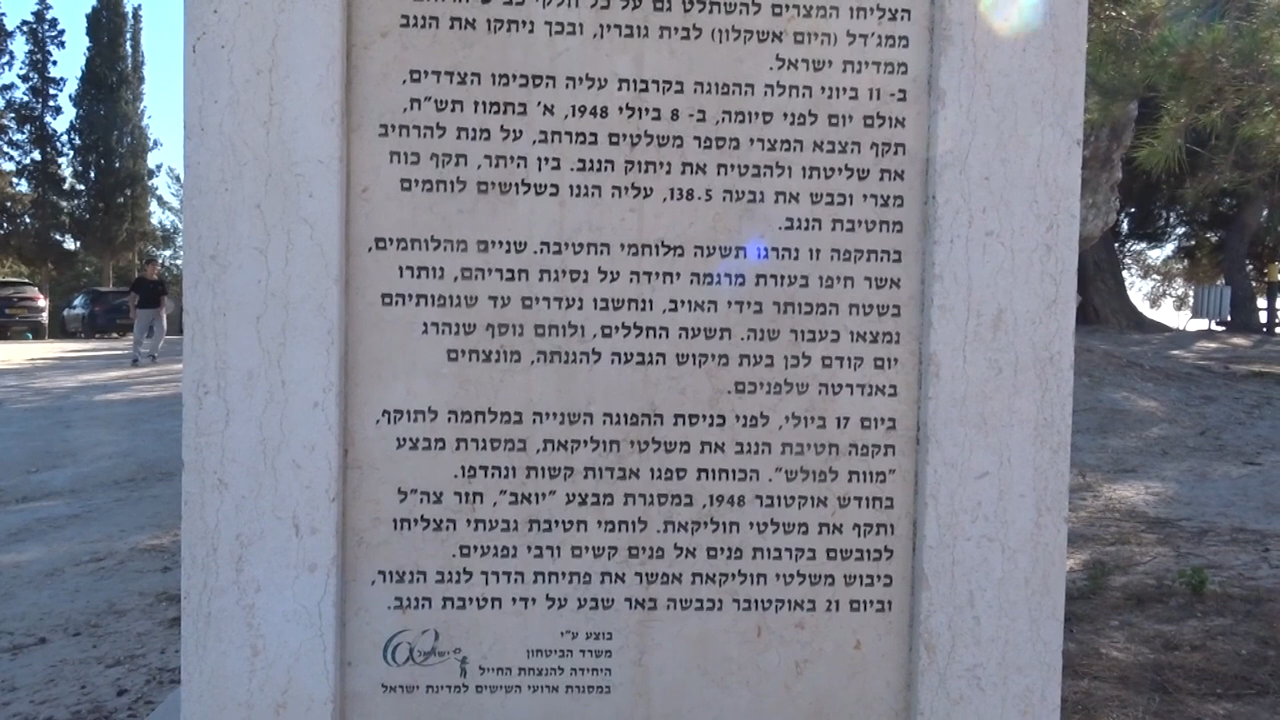 הצליחו המצרים להשתלט גם על כל חלקי
ממג׳דל (היום אשקלון) לבית גוברין, ובכך ניתקו את הנגב
ממדינת ישראל.
ב- 11 ביוני החלה ההפוגה בקרבות עליה הסכימו הצדדים,
אולם יום לפני סיומה, ב- 8 ביולי 1948, א׳ בתמוז תש״ח,
תקף הצבא המצרי מספר משלטים במרחב, על מנת להרחיב
את שליטתו ולהבטיח את ניתוק הנגב. בין היתר, תקף כוח
מצרי וכבש את גבעה 138.5, עליה הגנו כשלושים לוחמים
מחטיבת הנגב.
בהתקפה זו נהרגו תשעה מלוחמי החטיבה. שניים מהלוחמים,
אשר חיפו בעזרת מרגמה יחידה על נסיגת חבריהם, נותרו
בשטח המכותר בידי האויב, ונחשבו נעדרים עד שגופותיהם
נמצאו כעבור שנה. תשעה החללים, ולוחם נוסף שנהרג
יום קודם לכן בעת מיקוש הגבעה להגנתה, מונצחים
באנדרטה שלפניכם.
ביום 17 ביולי, לפני כניסת ההפוגה השנייה במלחמה לתוקף,
תקפה חטיבת הנגב את משלטי חוליקאת, במסגרת מבצע
״מוות לפולש״. הכוחות ספגו אבדות קשות ונהדפו.
בחודש אוקטובר 1948, במסגרת מבצע ״יואב״, חזר צה״ל
ותקף את משלטי חוליקאת. לוחמי חטיבת גבעתי הצליחו
לכובשם בקרבות פנים אל פנים קשים ורבי נפגעים.
כיבוש משלטי חוליקאת אפשר את פתיחת הדרך לנגב הנצור,
וביום 21 באוקטובר נכבשה באר שבע על ידי חטיבת הנגב.
בוצע ע״י
משרד הביטחון
היחידה להנצחת החייל
במסגרת ארועי השישים למדינת ישראל
60 ישראל